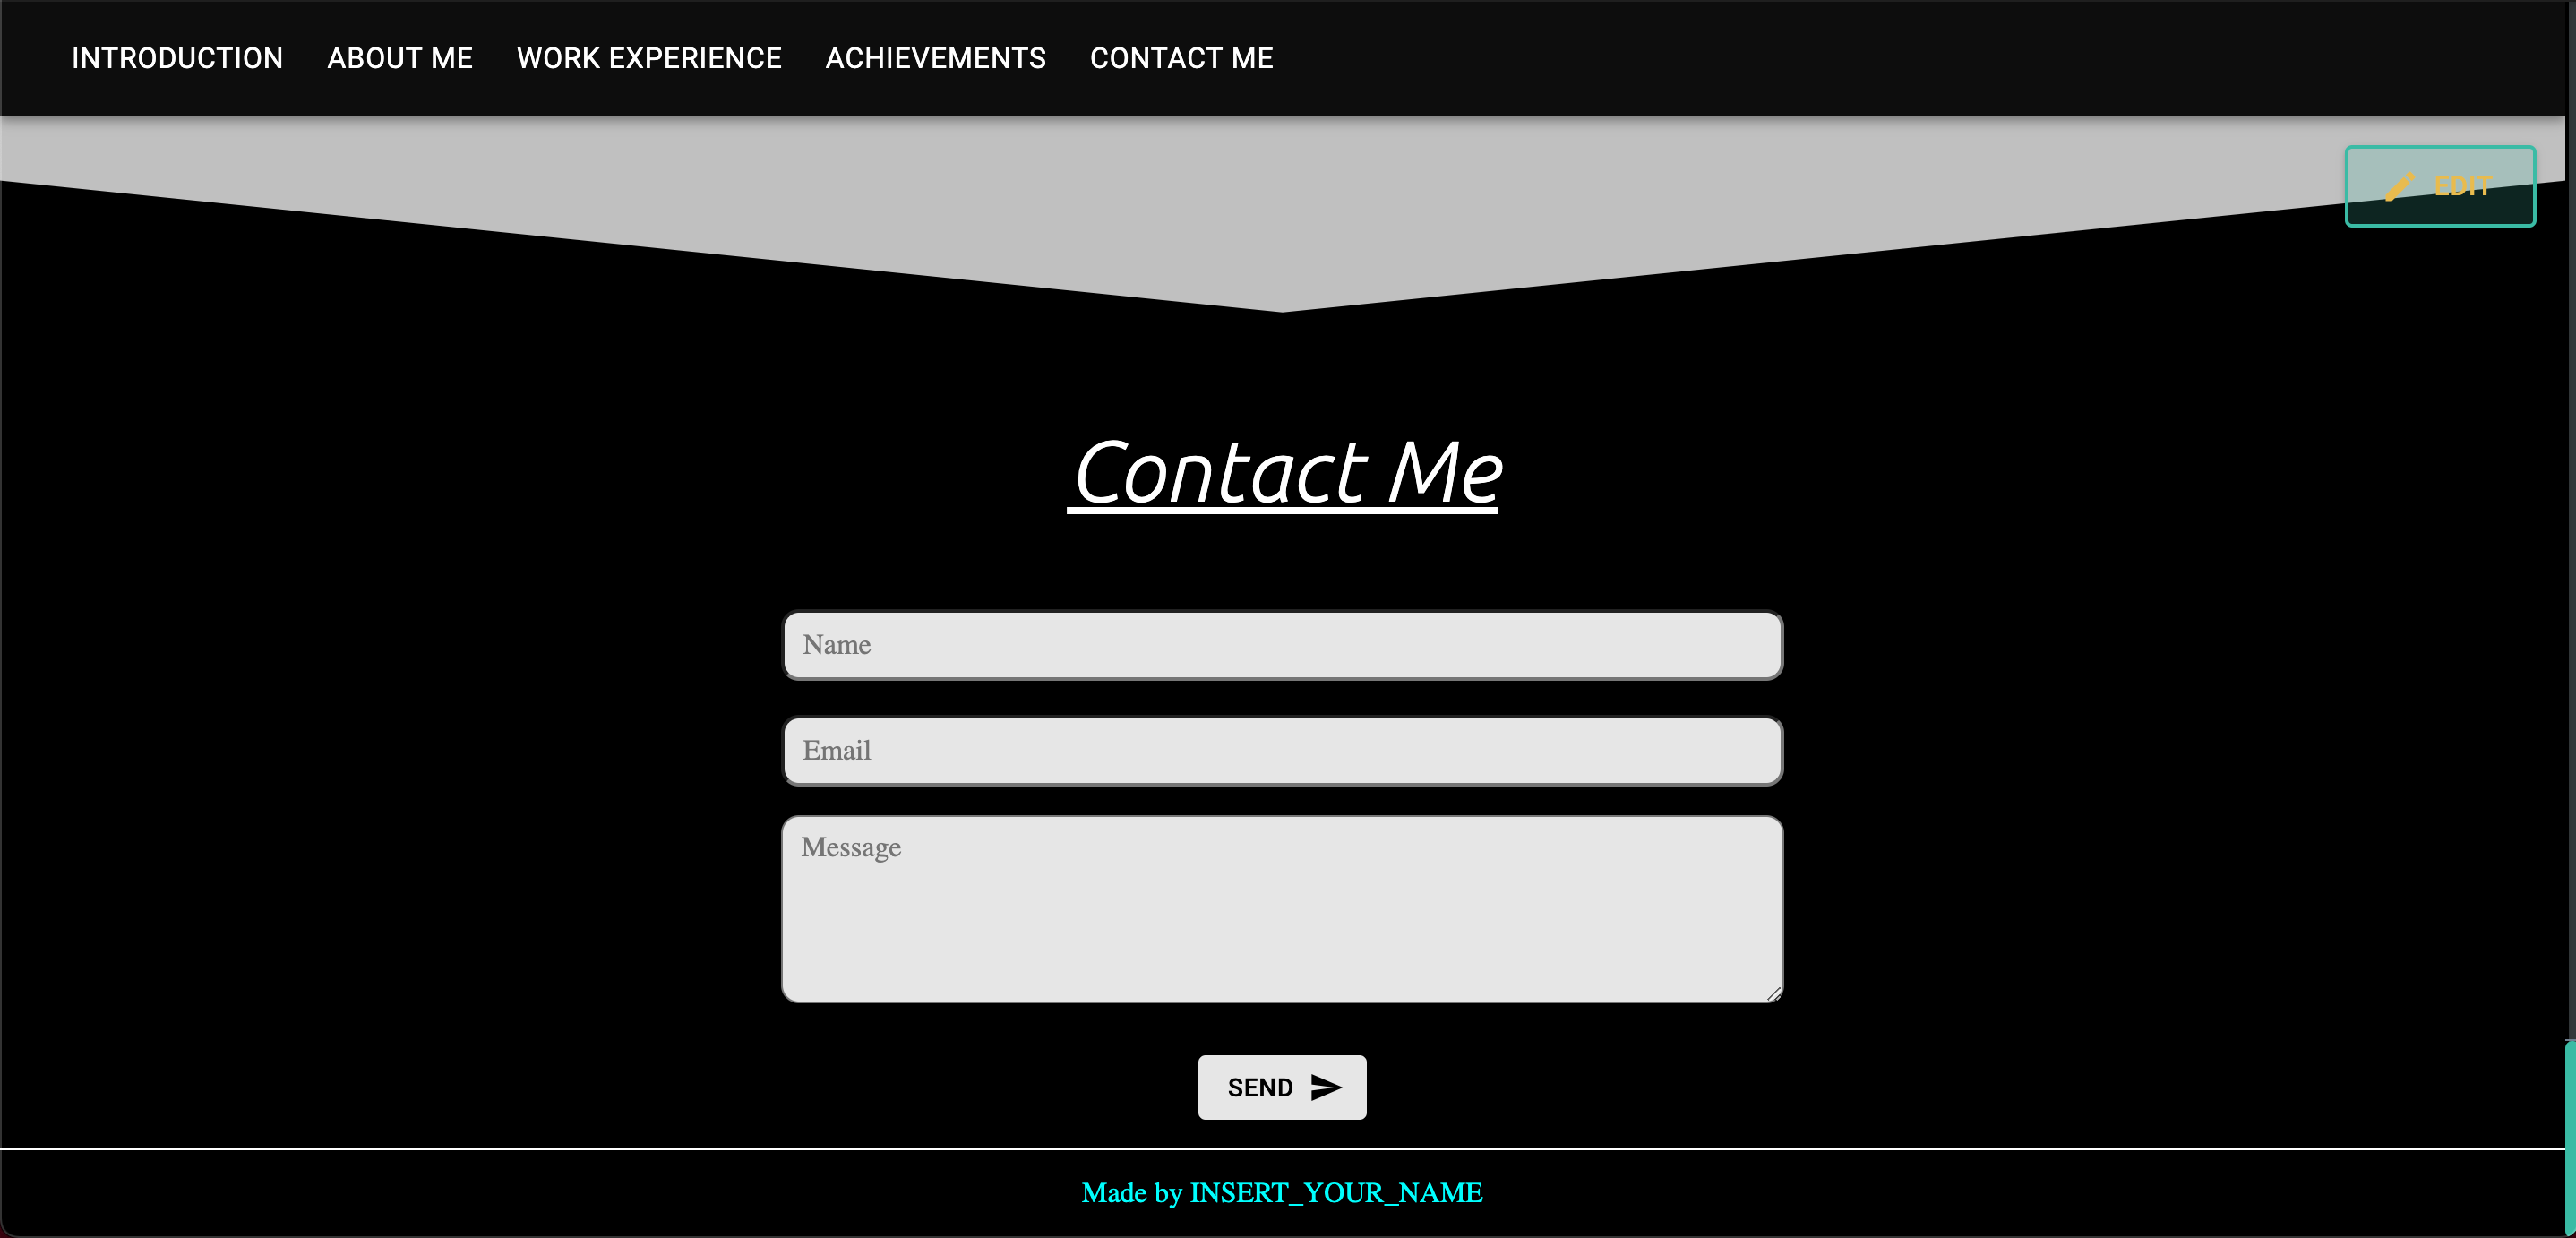 INTRODUCTION ABOUT ME WORK EXPERIENCE ACHIEVEMENTS CONTACT ME
EDIT
Contact Me
Name
Email
Message
SEND
Made by INSERT_YOUR_NAME